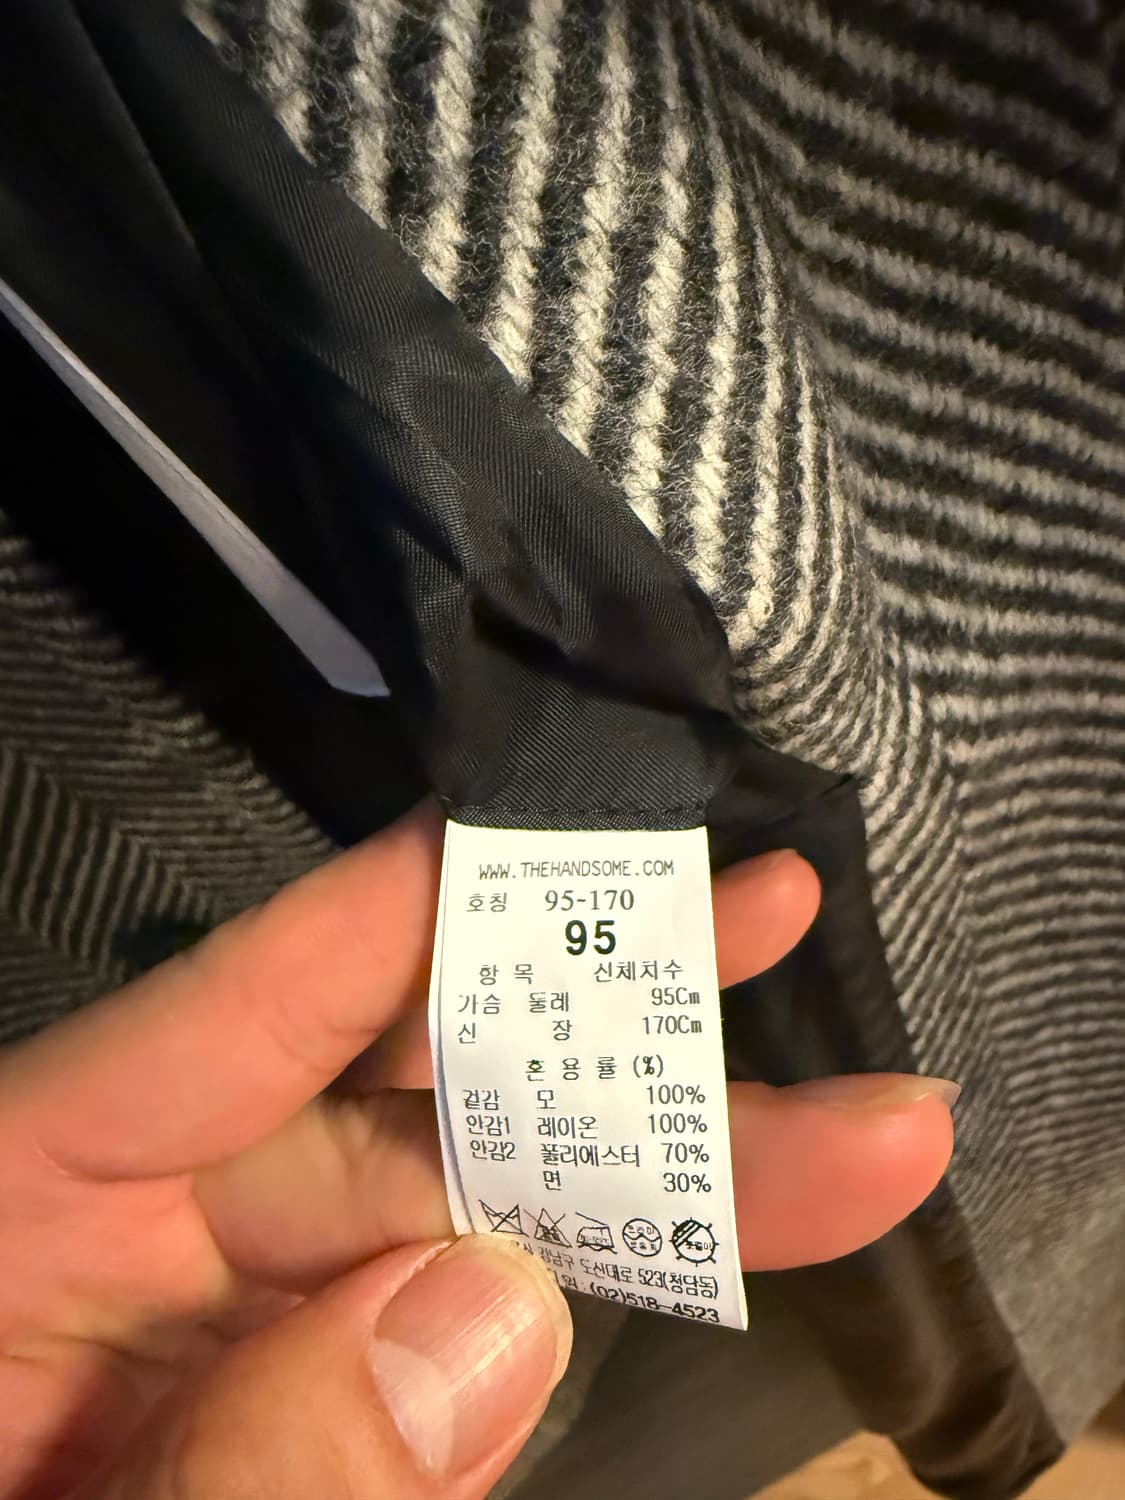 WWW.THEHANDSOME.COM
호칭 95-170
95
항 목 신체치수
가슴 둘레 95Cm
신 장 170Cm
혼 용 률 (%)
겉감 모 100%
안감1 레이온 100%
안감2 폴리에스터 70%
면 30%
드라이
강남구 도산대로 523(청담동)
(02)518-4523